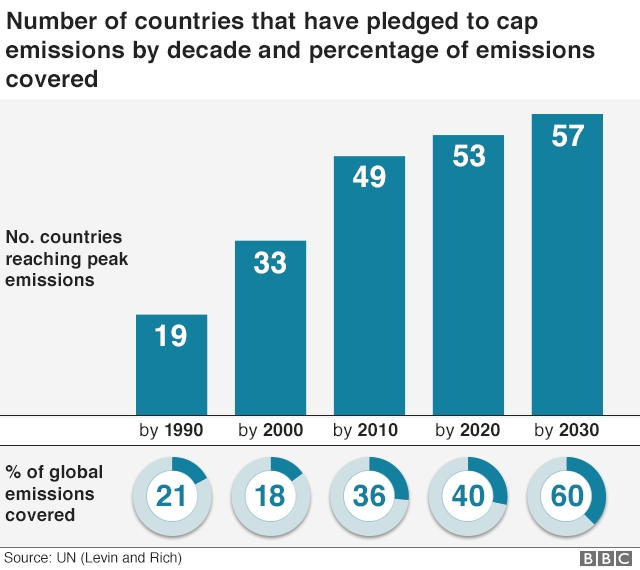 Number of countries that have pledged to cap
emissions by decade and percentage of emissions
covered
No. countries
reaching peak
emissions
19
33
49
53
57
by 1990
by 2000
by 2010
by 2020
by 2030
% of global
emissions
covered
21
18
36
40
60
Source: UN (Levin and Rich)
BBC